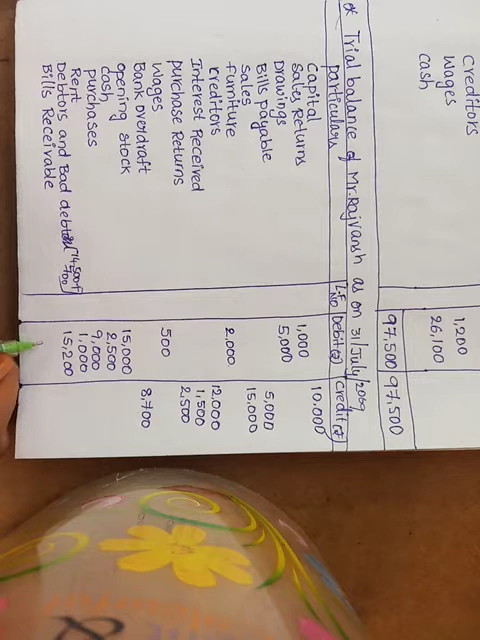 Creditors
Wages 1,200
cash 26,100
97,500 97,500
Trial balance of Mr.Rajvansh as on 31/July/2009
particulars L.F.No Debit(₹) Credit(₹)
Capital 10,000
Sales Returns 1,000
Drawings 5,000
Bills payable 5,000
Sales 15,000
furniture 2,000
Creditors 12,000
Interest Received 1,500
purchase Returns 2,500
Wages 500
Bank overdraft 8,700
opening stock 15,000
cash 2,500
purchases 9,000
Rent 1,000
Debtors and Bad debts (14,500+700) 15,200
Bills Receivable